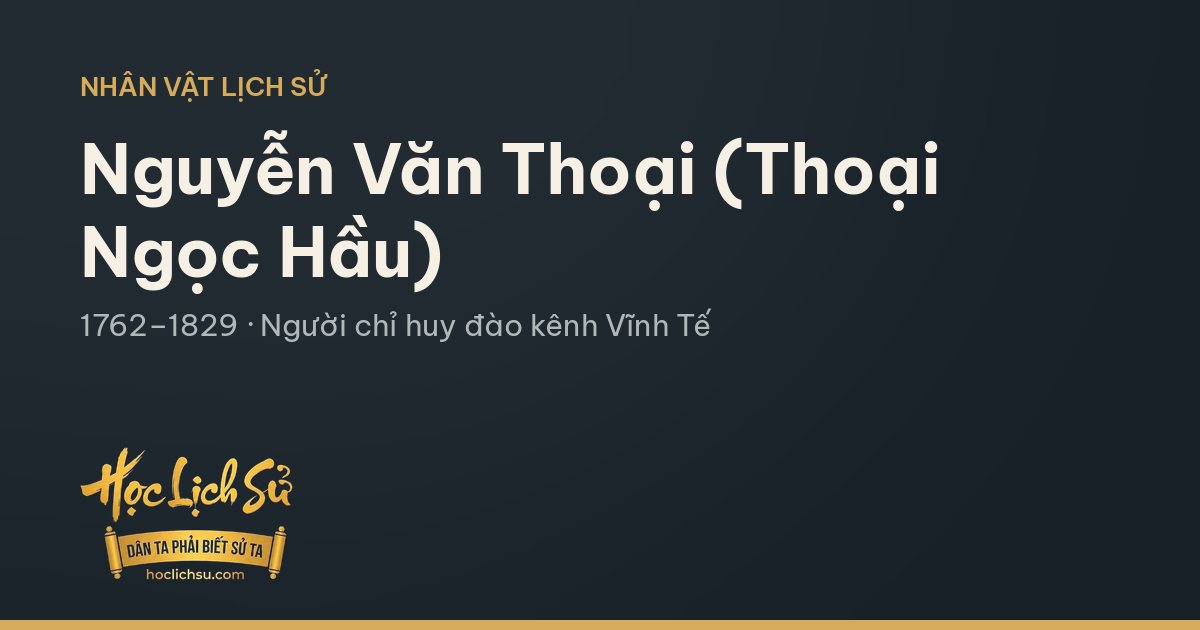 NHÂN VẬT LỊCH SỬ
Nguyễn Văn Thoại (Thoại
Ngọc Hầu)
1762–1829 · Người chỉ huy đào kênh Vĩnh Tế
Học Lịch Sử
DÂN TA PHẢI BIẾT SỬ TA
hoclichsu.com